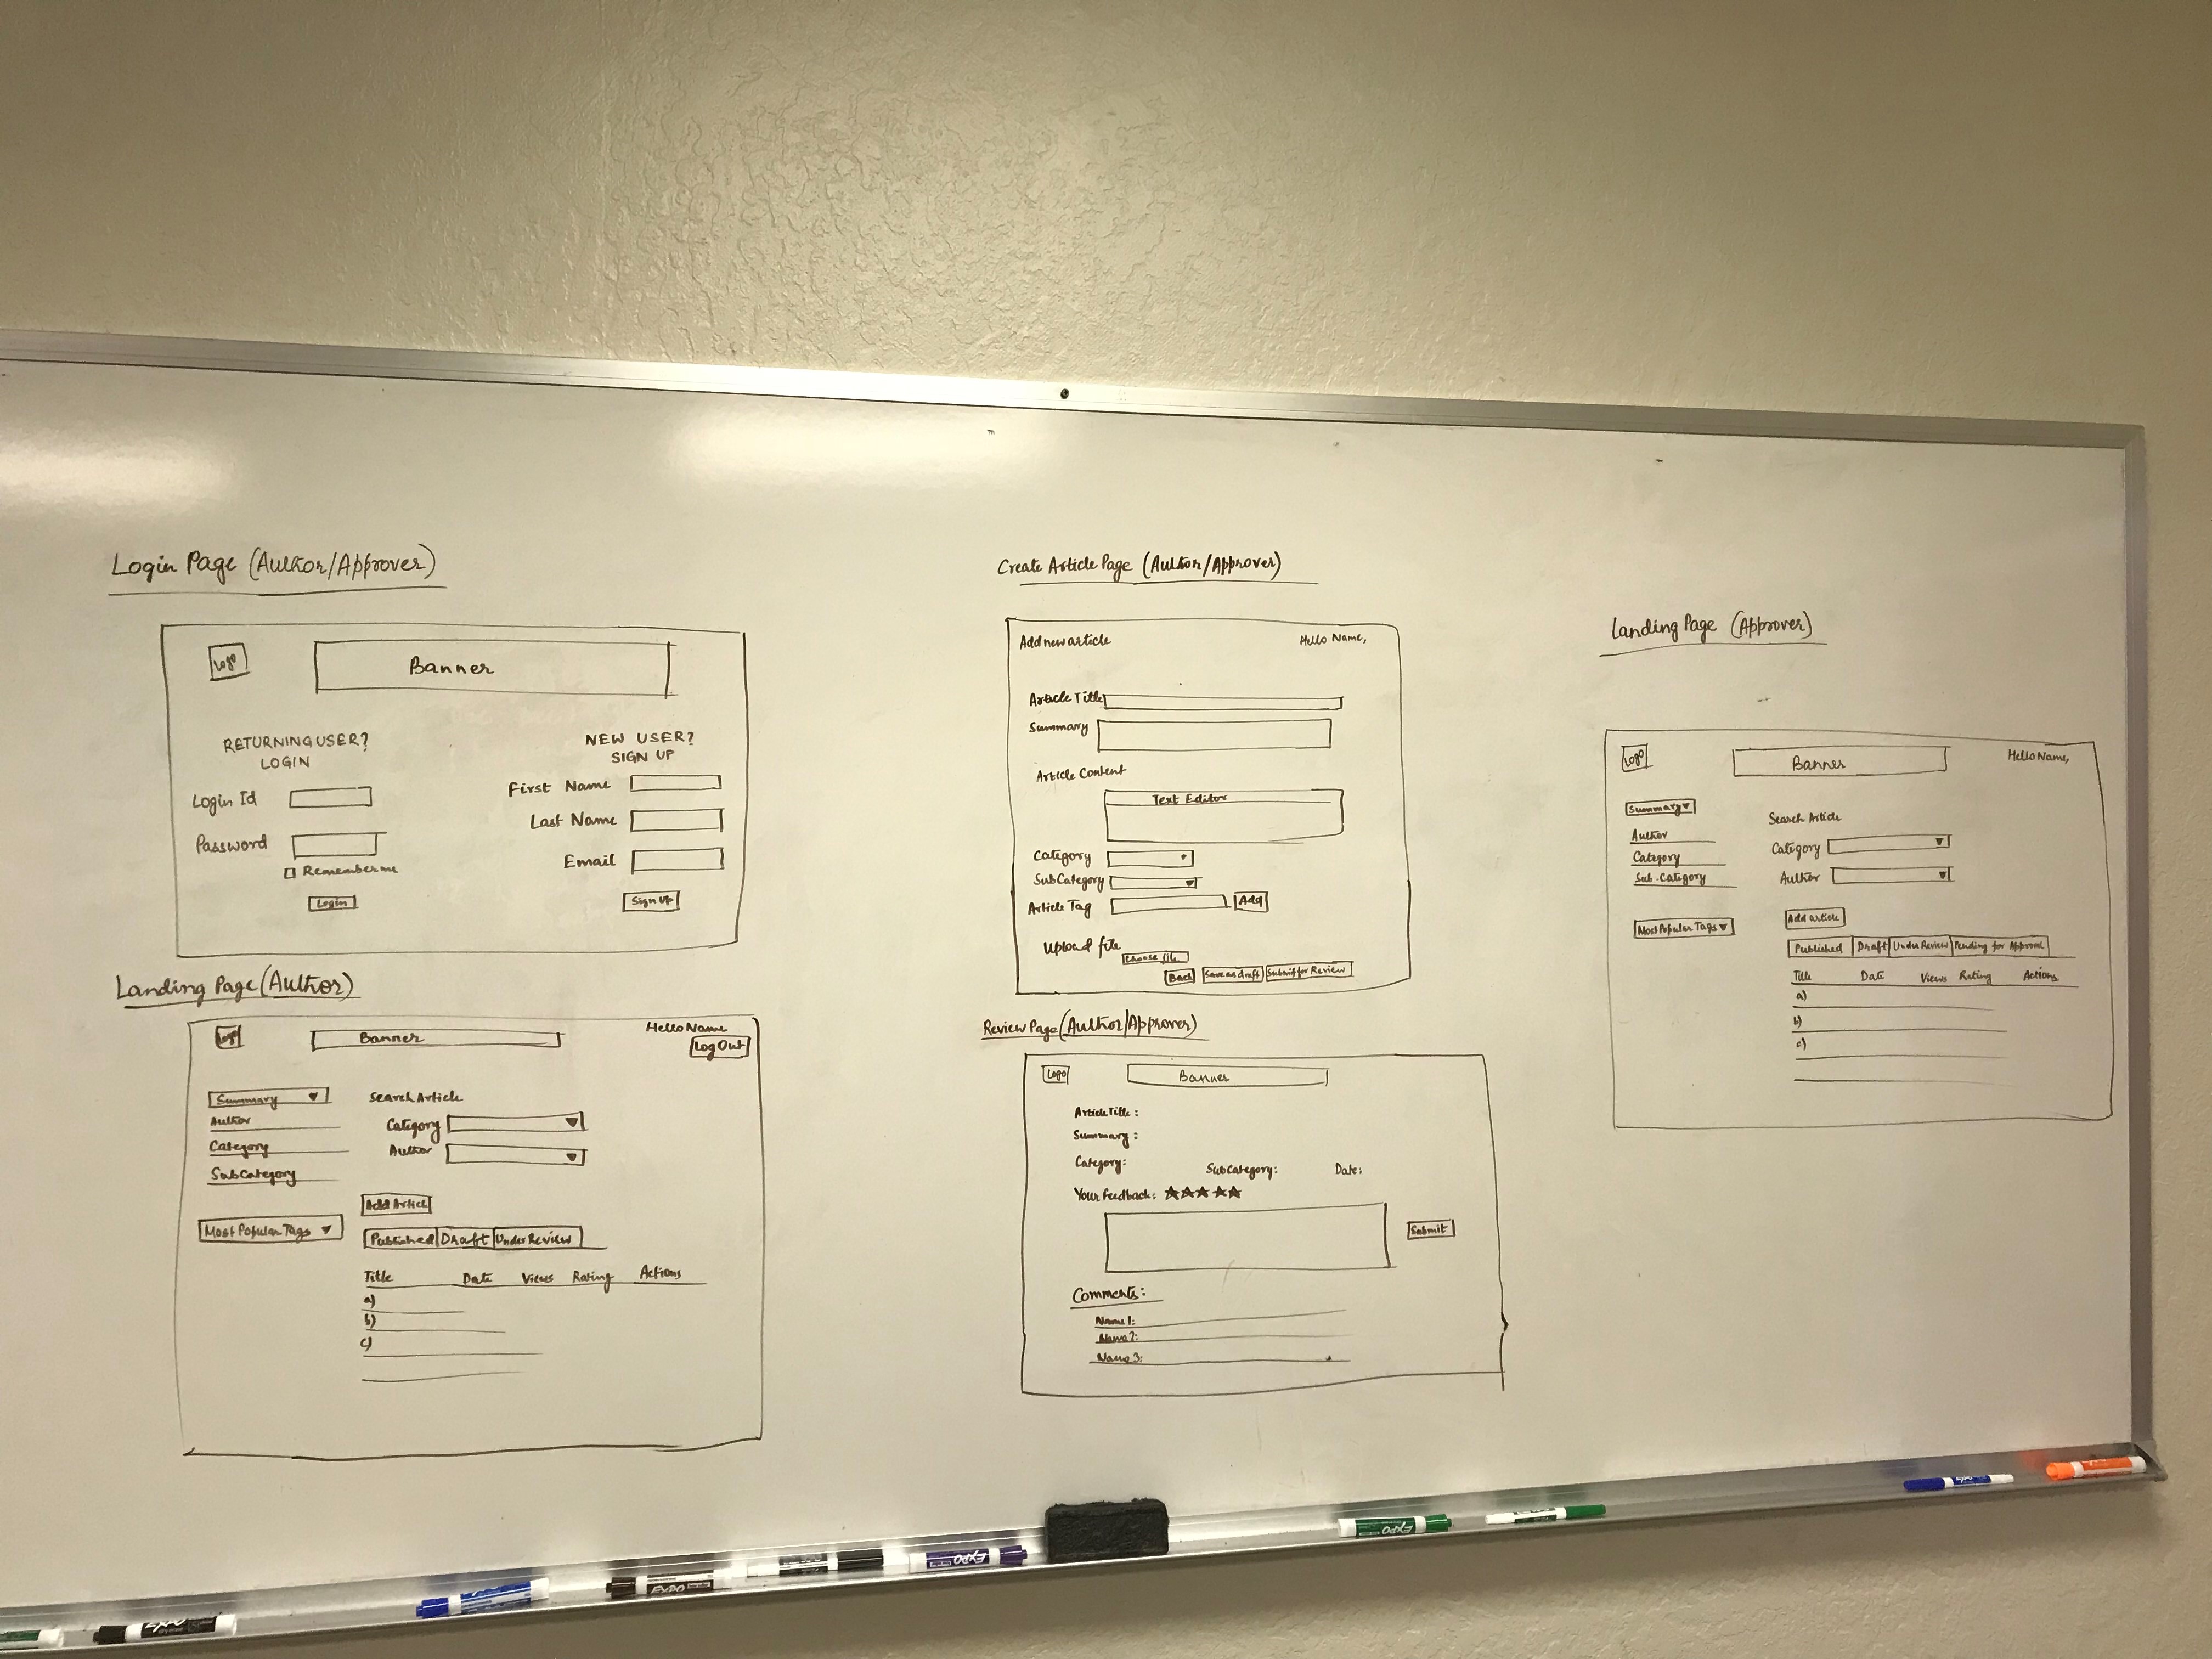 Login Page (Author/Approver)
Logo
Banner
RETURNING USER?
LOGIN
Login Id
Password
Remember me
Login
NEW USER?
SIGN UP
First Name
Last Name
Email
Sign UP
Landing Page (Author)
Logo
Banner
Hello Name
Log Out
Summary
Author
Category
SubCategory
Most Popular Tags
Search Article
Category
Author
Add Article
Published Draft Under Review
Title Date Views Rating Actions
a)
b)
c)
Create Article Page (Author/Approver)
Add new article
Hello Name,
Article Title
Summary
Article Content
Text Editor
Category
SubCategory
Article Tag
Add
Upload file
Choose file
Back Save as draft Submit for Review
Review Page (Author/Approver)
Logo
Banner
Article Title :
Summary :
Category: SubCategory: Date:
Your Feedback:
Submit
Comments:
Name 1:
Name 2:
Name 3:
Landing Page (Approver)
Logo
Banner
Hello Name,
Summary
Author
Category
Sub-Category
Most Popular Tags
Search Article
Category
Author
Add article
Published Draft Under Review Pending for Approval
Title Date Views Rating Actions
a)
b)
c)
EXPO
EXPO
EXPO
EXPO